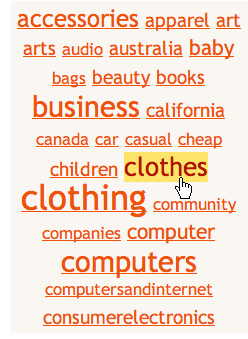 accessories apparel art
arts audio australia baby
bags beauty books
business california
canada car casual cheap
children clothes
clothing community
companies computer
computers
computersandinternet
consumerelectronics